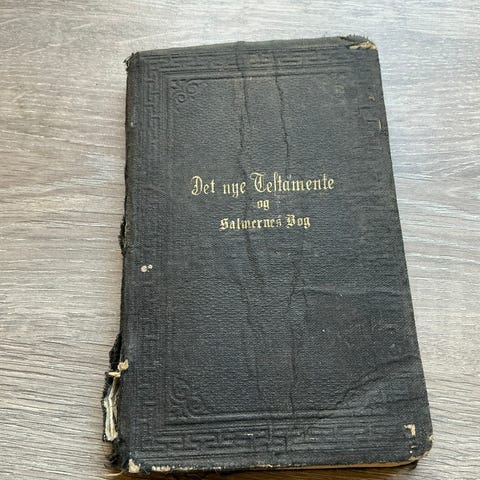 Det nye Testamente
og
Salmernes Bog